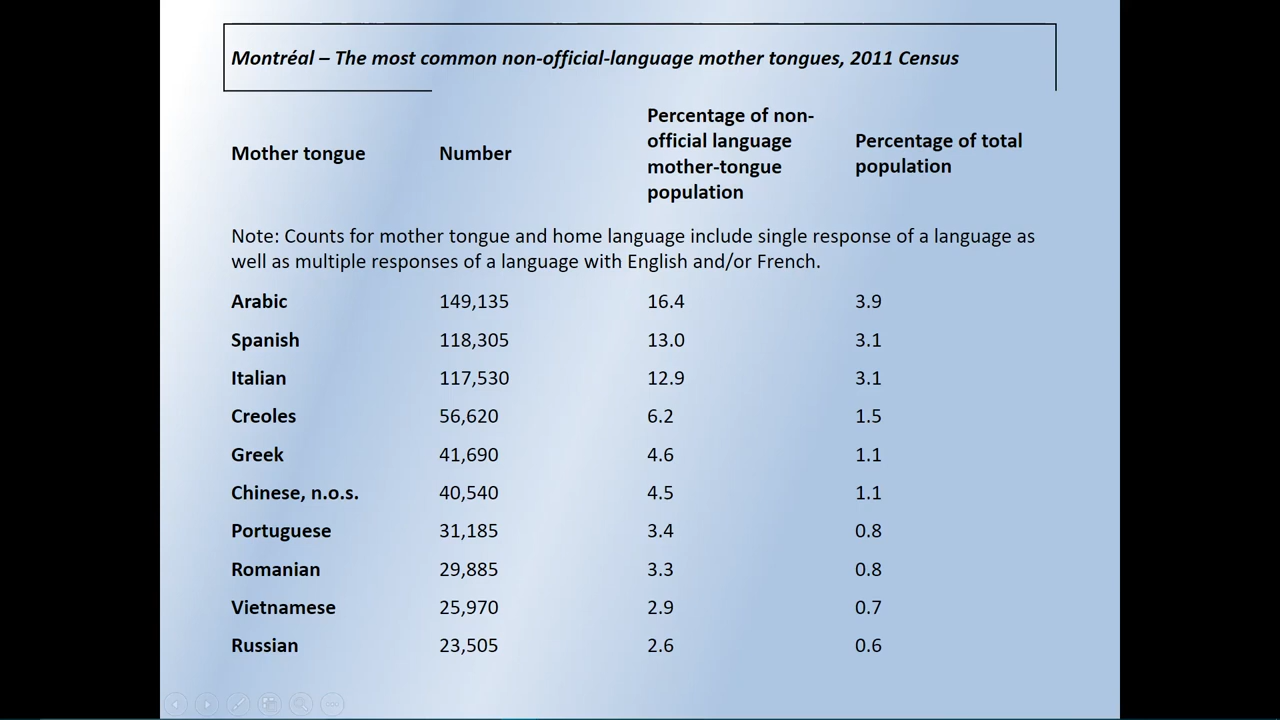 Montréal – The most common non-official-language mother tongues, 2011 Census
Mother tongue
Number
Percentage of non-
official language
mother-tongue
population
Percentage of total
population
Note: Counts for mother tongue and home language include single response of a language as
well as multiple responses of a language with English and/or French.
Arabic 149,135 16.4 3.9
Spanish 118,305 13.0 3.1
Italian 117,530 12.9 3.1
Creoles 56,620 6.2 1.5
Greek 41,690 4.6 1.1
Chinese, n.o.s. 40,540 4.5 1.1
Portuguese 31,185 3.4 0.8
Romanian 29,885 3.3 0.8
Vietnamese 25,970 2.9 0.7
Russian 23,505 2.6 0.6